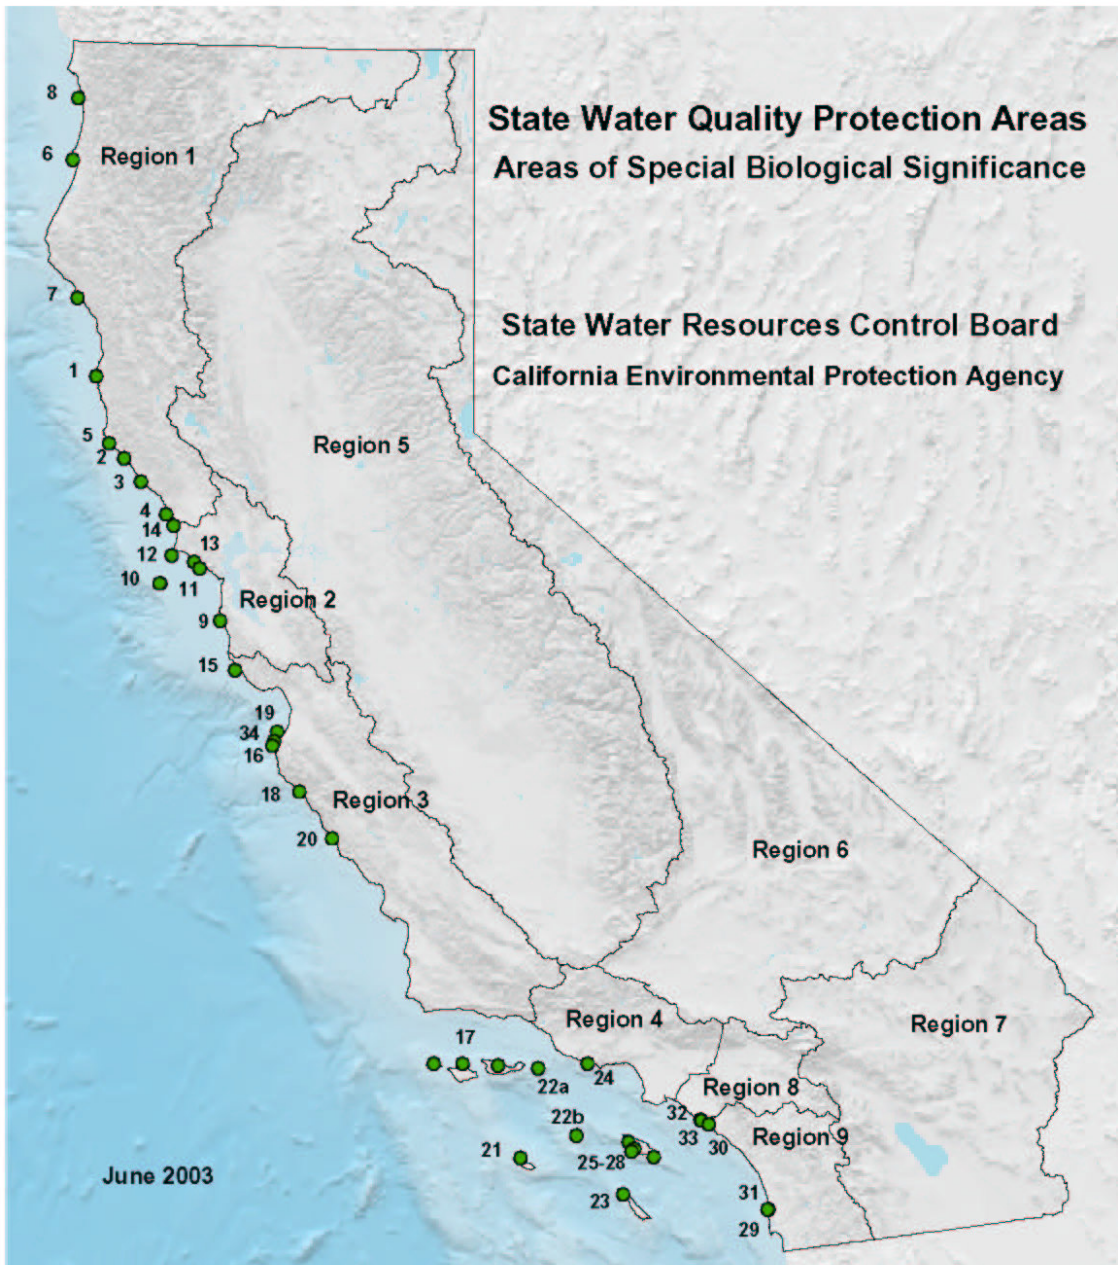 State Water Quality Protection Areas
Areas of Special Biological Significance
State Water Resources Control Board
California Environmental Protection Agency
8
6
Region 1
7
1
Region 5
5
2
3
4
14
13
12
10
11
Region 2
9
15
19
34
16
18
Region 3
20
Region 6
Region 4
Region 7
17
24
22a
Region 8
32
22b
33
30
Region 9
21
25-28
June 2003
23
31
29